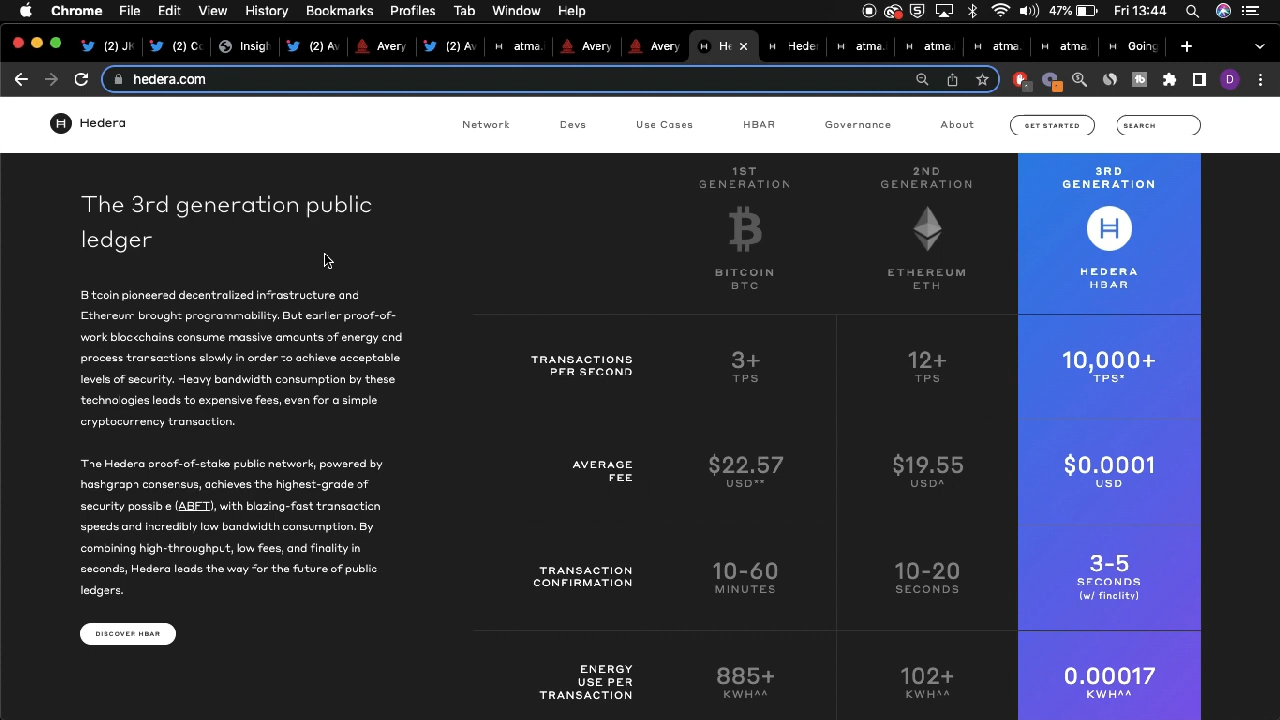 Chrome File Edit View History Bookmarks Profiles Tab Window Help 47% Fri 13:44
(2) JK (2) Co Insigh (2) Av Avery (2) Av atma. Avery Avery He Heder atma.i atma.i atma. atma. Going
hedera.com
Hedera Network Devs Use Cases HBAR Governance About GET STARTED SEARCH
The 3rd generation public
ledger
Bitcoin pioneered decentralized infrastructure and
Ethereum brought programmability. But earlier proof-of-
work blockchains consume massive amounts of energy and
process transactions slowly in order to achieve acceptable
levels of security. Heavy bandwidth consumption by these
technologies leads to expensive fees, even for a simple
cryptocurrency transaction.
The Hedera proof-of-stake public network, powered by
hashgraph consensus, achieves the highest-grade of
security possible (ABFT), with blazing-fast transaction
speeds and incredibly low bandwidth consumption. By
combining high-throughput, low fees, and finality in
seconds, Hedera leads the way for the future of public
ledgers.
DISCOVER HBAR
1ST
GENERATION
BITCOIN
BTC
2ND
GENERATION
ETHEREUM
ETH
3RD
GENERATION
HEDERA
HBAR
TRANSACTIONS
PER SECOND
3+
TPS
12+
TPS
10,000+
TPS*
AVERAGE
FEE
$22.57
USD**
$19.55
USD^
$0.0001
USD
TRANSACTION
CONFIRMATION
10-60
MINUTES
10-20
SECONDS
3-5
SECONDS
(w/ finality)
ENERGY
USE PER
TRANSACTION
885+
KWH^^
102+
KWH^^
0.00017
KWH^^